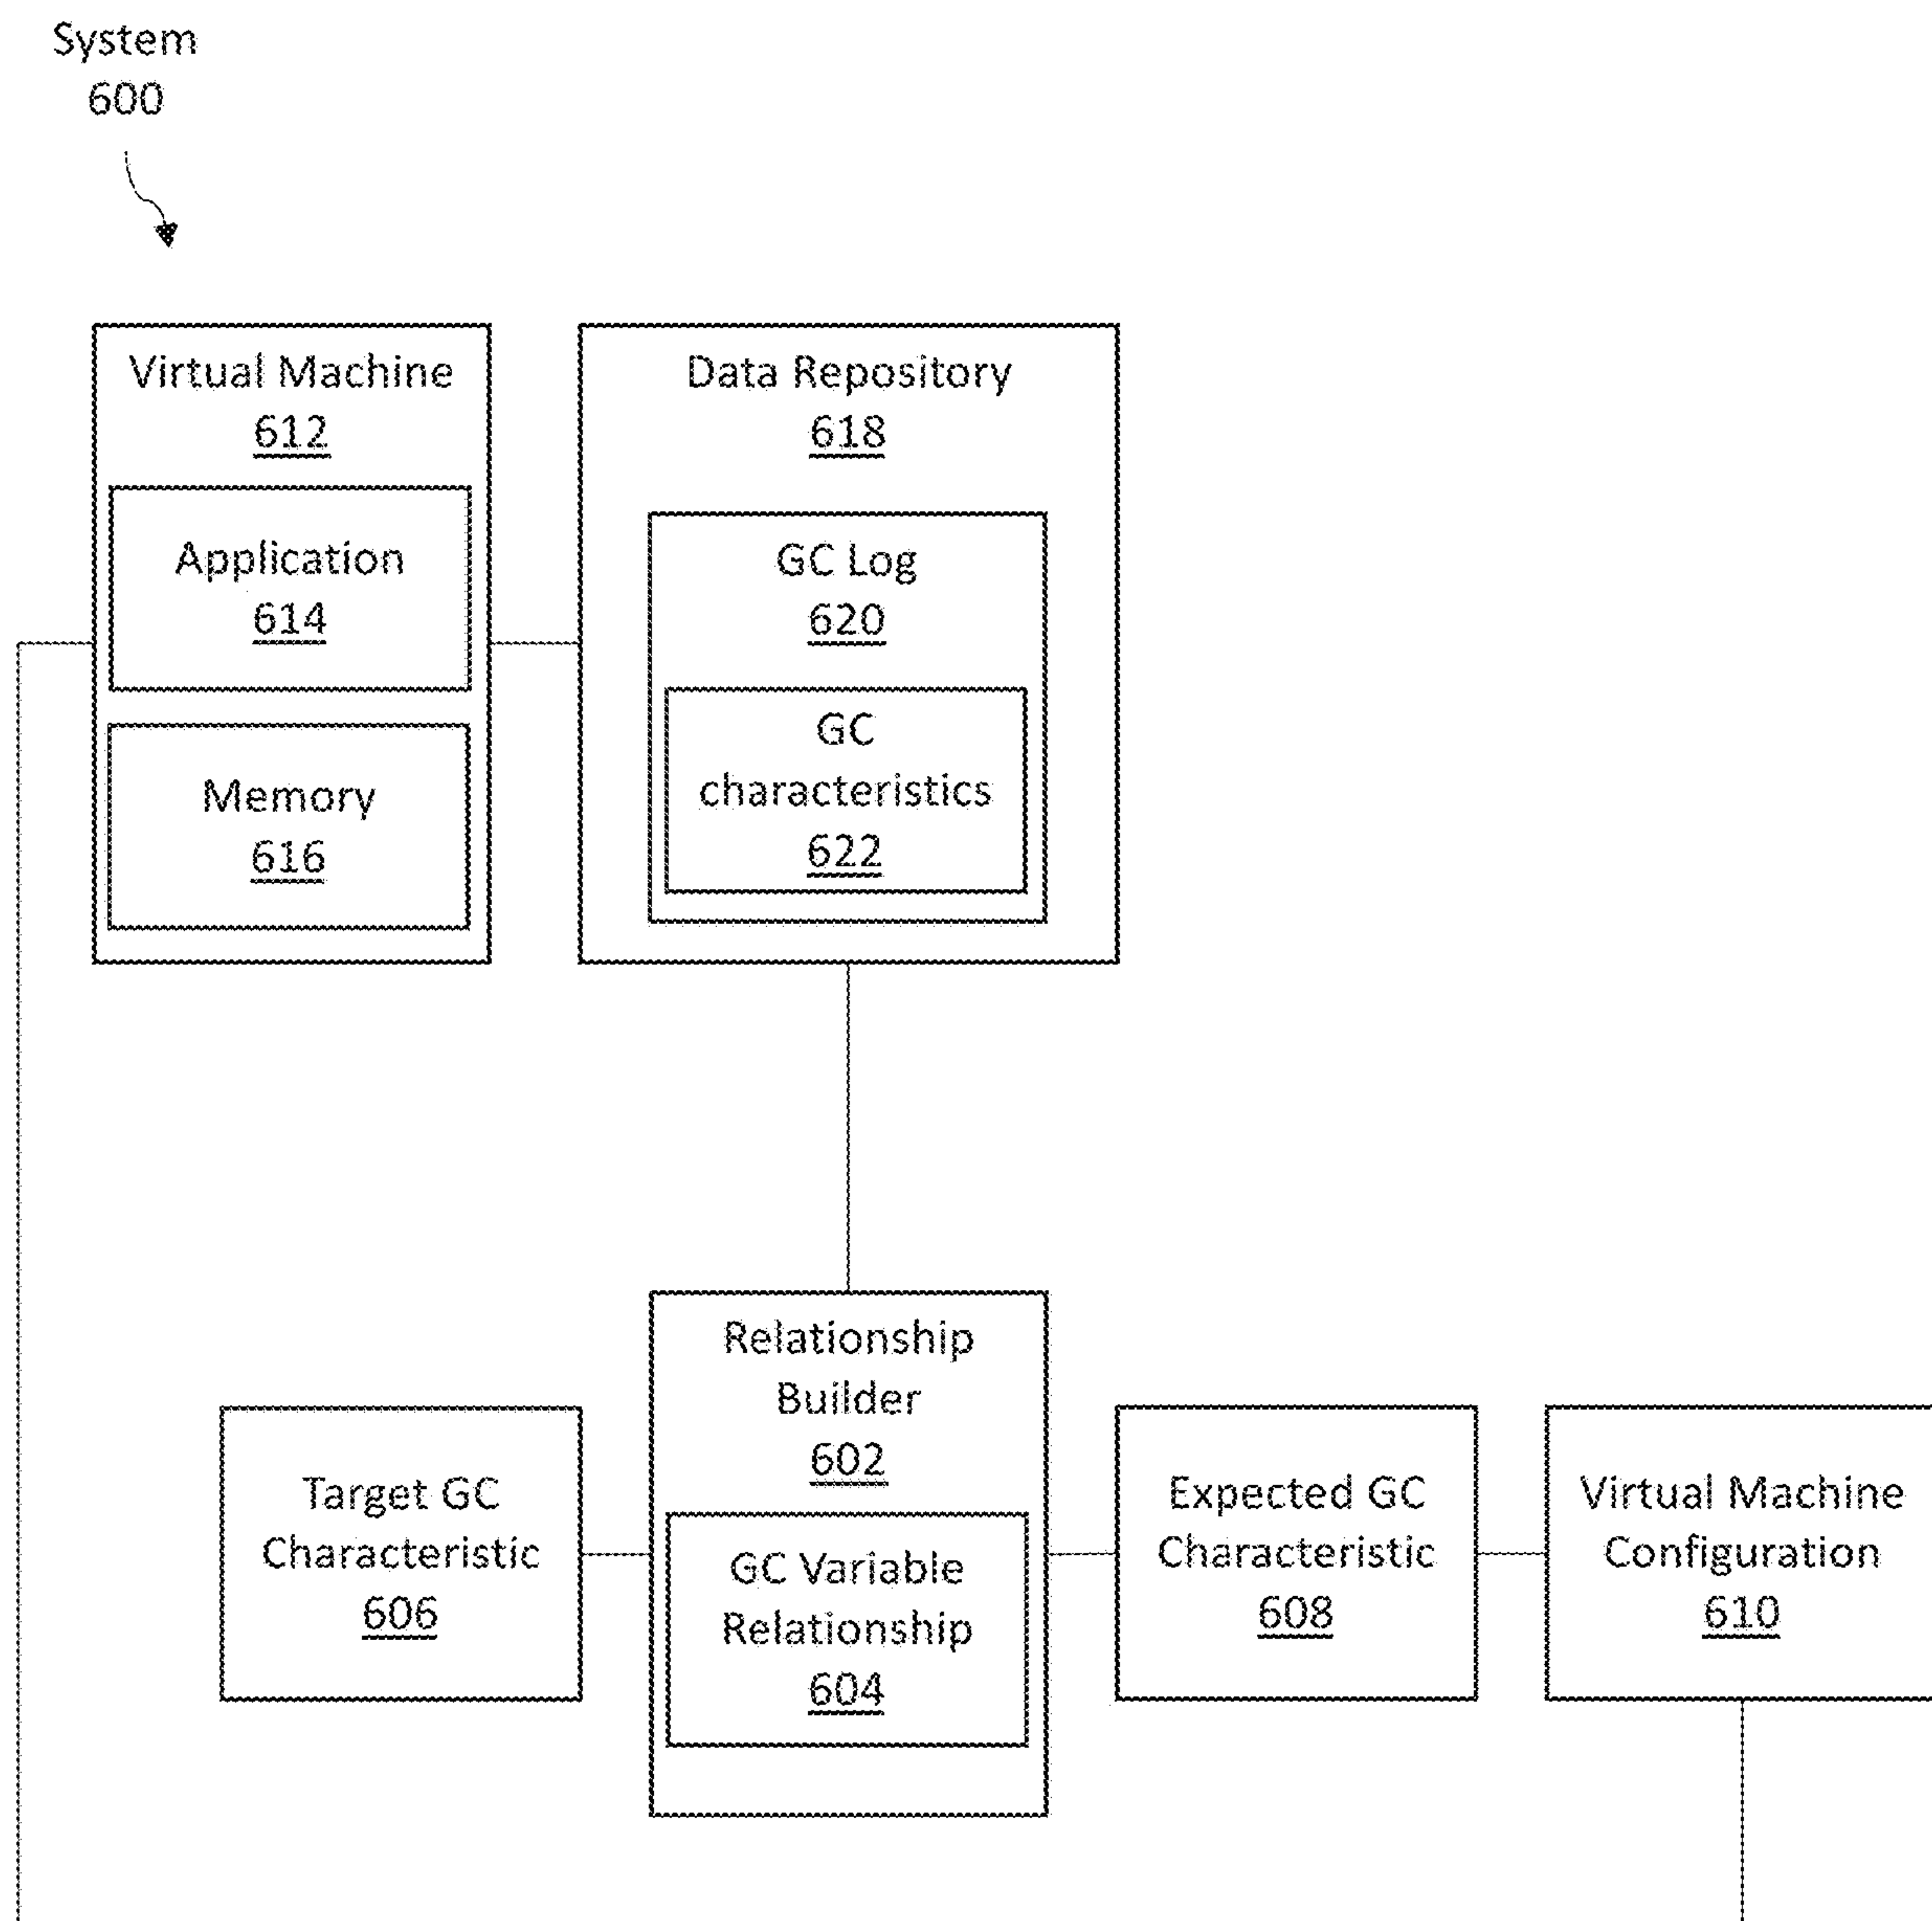 System
600
Virtual Machine
612
Application
614
Memory
616
Data Repository
618
GC Log
620
GC
characteristics
622
Relationship
Builder
602
GC Variable
Relationship
604
Target GC
Characteristic
606
Expected GC
Characteristic
608
Virtual Machine
Configuration
610